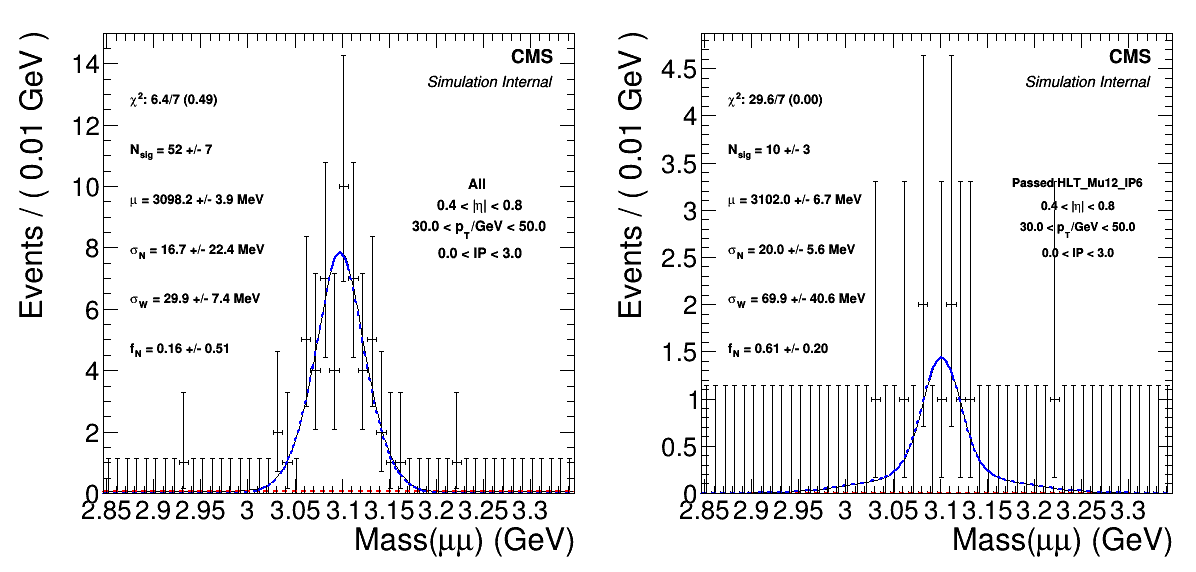 CMS
Simulation Internal
χ²: 6.4/7 (0.49)
N_sig = 52 +/- 7
μ = 3098.2 +/- 3.9 MeV
σ_N = 16.7 +/- 22.4 MeV
σ_W = 29.9 +/- 7.4 MeV
f_N = 0.16 +/- 0.51
All
0.4 < |η| < 0.8
30.0 < p_T/GeV < 50.0
0.0 < IP < 3.0
Events / ( 0.01 GeV )
14
12
10
8
6
4
2
0
2.85 2.9 2.95 3 3.05 3.1 3.15 3.2 3.25 3.3
Mass(μμ) (GeV)
CMS
Simulation Internal
χ²: 29.6/7 (0.00)
N_sig = 10 +/- 3
μ = 3102.0 +/- 6.7 MeV
σ_N = 20.0 +/- 5.6 MeV
σ_W = 69.9 +/- 40.6 MeV
f_N = 0.61 +/- 0.20
Passed HLT_Mu12_IP6
0.4 < |η| < 0.8
30.0 < p_T/GeV < 50.0
0.0 < IP < 3.0
Events / ( 0.01 GeV )
4.5
4
3.5
3
2.5
2
1.5
1
0.5
0
2.85 2.9 2.95 3 3.05 3.1 3.15 3.2 3.25 3.3
Mass(μμ) (GeV)